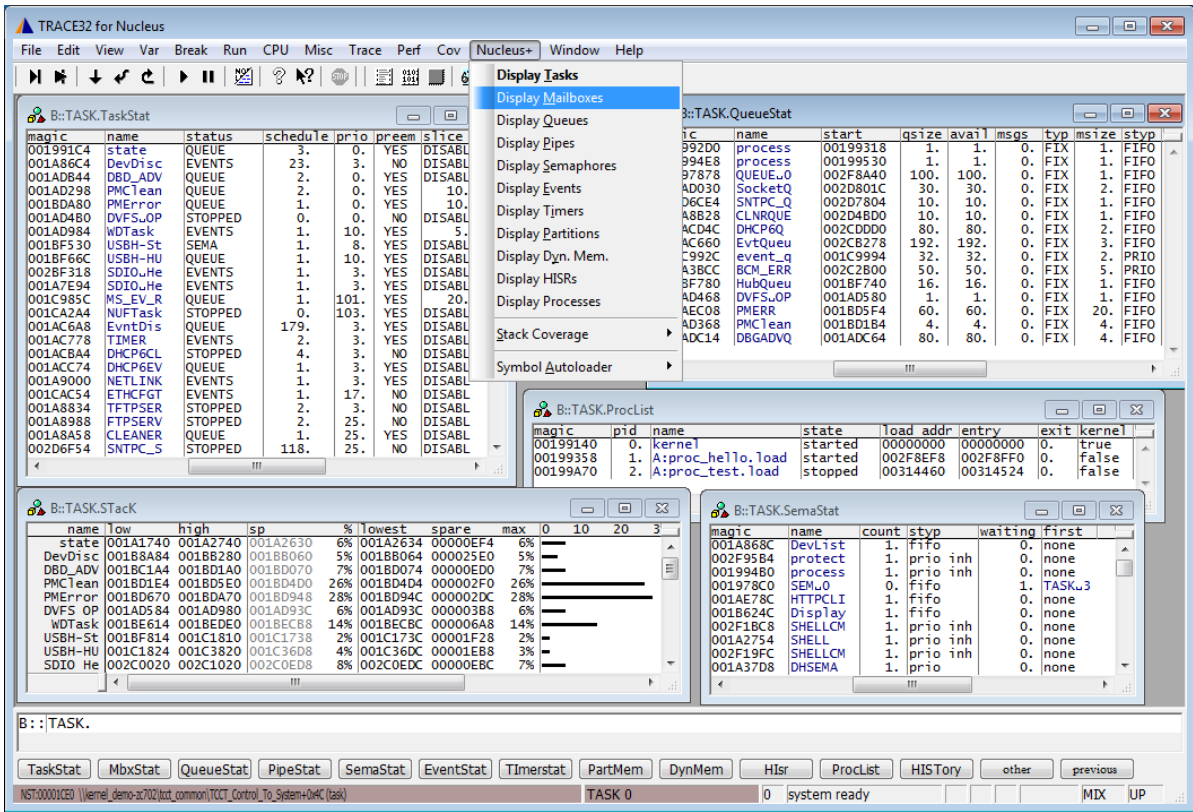 TRACE32 for Nucleus
File Edit View Var Break Run CPU Misc Trace Perf Cov Nucleus+ Window Help
Display Tasks
Display Mailboxes
Display Queues
Display Pipes
Display Semaphores
Display Events
Display Timers
Display Partitions
Display Dyn. Mem.
Display HISRs
Display Processes
Stack Coverage
Symbol Autoloader
B::TASK.TaskStat
magic name status schedule prio preem slice
001991C4 state QUEUE 3. 0. YES DISABL
001A86C4 DevDisc EVENTS 23. 3. NO DISABL
001ADB44 DBD_ADV QUEUE 2. 0. YES DISABL
001AD298 PMClean QUEUE 2. 0. YES 10.
001BDA80 PMError QUEUE 1. 0. YES 10.
001AD4B0 DVFS␣OP STOPPED 0. 0. NO DISABL
001AD984 WDTask EVENTS 1. 10. YES 5.
001BF530 USBH-St SEMA 1. 8. YES DISABL
001BF66C USBH-HU QUEUE 1. 10. YES DISABL
002BF318 SDIO␣He EVENTS 1. 3. YES DISABL
001A7E94 SDIO␣He EVENTS 1. 3. YES DISABL
001C985C MS_EV_R QUEUE 1. 101. YES 20.
001CA2A4 NUFTask STOPPED 0. 103. YES DISABL
001AC6A8 EvntDis QUEUE 179. 3. YES DISABL
001AC778 TIMER EVENTS 2. 3. YES DISABL
001ACBA4 DHCP6CL STOPPED 4. 3. NO DISABL
001ACC74 DHCP6EV QUEUE 1. 3. YES DISABL
001A9000 NETLINK EVENTS 1. 3. YES DISABL
001CAC54 ETHCFGT EVENTS 1. 17. NO DISABL
001A8834 TFTPSER STOPPED 2. 3. NO DISABL
001A8988 FTPSERV STOPPED 2. 25. NO DISABL
001A8A58 CLEANER QUEUE 1. 25. YES DISABL
002D6F54 SNTPC_S STOPPED 118. 25. NO DISABL
B::TASK.QueueStat
ic name start qsize avail msgs typ msize styp
992D0 process 00199318 1. 1. 0. FIX 1. FIFO
994E8 process 00199530 1. 1. 0. FIX 1. FIFO
97878 QUEUE␣0 002F8A40 100. 100. 0. FIX 1. FIFO
AD030 SocketQ 002D801C 30. 30. 0. FIX 2. FIFO
D6CE4 SNTPC_Q 002D7804 10. 10. 0. FIX 2. FIFO
A8B28 CLNRQUE 002D4BD0 10. 10. 0. FIX 2. FIFO
ACD4C DHCP6Q 002CDDD0 80. 80. 0. FIX 2. FIFO
AC660 EvtQueu 002CB278 192. 192. 0. FIX 3. FIFO
C992C event_q 001C9994 32. 32. 0. FIX 2. PRIO
A3BCC BCM_ERR 002C2B00 50. 50. 0. FIX 5. PRIO
BF780 HubQueu 001BF740 16. 16. 0. FIX 1. FIFO
AD468 DVFS␣OP 001AD580 1. 1. 0. FIX 1. FIFO
AEC08 PMERR 001BD5F4 60. 60. 0. FIX 20. FIFO
AD368 PMClean 001BD1B4 4. 4. 0. FIX 4. FIFO
ADC14 DBGADVQ 001ADC64 80. 80. 0. FIX 4. FIFO
B::TASK.ProcList
magic pid name state load addr entry exit kernel
00199140 0. kernel started 00000000 00000000 0. true
00199358 1. A:proc_hello.load started 002F8EF8 002F8FF0 0. false
00199A70 2. A:proc_test.load stopped 00314460 00314524 0. false
B::TASK.STacK
name low high sp % lowest spare max 0 10 20 3
state 001A1740 001A2740 001A2630 6% 001A2634 00000EF4 6%
DevDisc 001B8A84 001BB280 001BB060 5% 001BB064 000025E0 5%
DBD_ADV 001BC1A4 001BD1A0 001BD070 7% 001BD074 00000ED0 7%
PMClean 001BD1E4 001BD5E0 001BD4D0 26% 001BD4D4 000002F0 26%
PMError 001BD670 001BDA70 001BD948 28% 001BD94C 000002DC 28%
DVFS OP 001AD584 001AD980 001AD93C 6% 001AD93C 000003B8 6%
WDTask 001BE614 001BEDE0 001BECB8 14% 001BECBC 000006A8 14%
USBH-St 001BF814 001C1810 001C1738 2% 001C173C 00001F28 2%
USBH-HU 001C1824 001C3820 001C36D8 4% 001C36DC 00001EB8 3%
SDIO He 002C0020 002C1020 002C0ED8 8% 002C0EDC 00000EBC 7%
B::TASK.SemaStat
magic name count styp waiting first
001A868C DevList 1. fifo 0. none
002F95B4 protect 1. prio inh 0. none
001994B0 process 1. prio inh 0. none
001978C0 SEM␣0 0. fifo 1. TASK␣3
001AE78C HTTPCLI 1. fifo 0. none
001B624C Display 1. fifo 0. none
002F1BC8 SHELLCM 1. prio inh 0. none
001A2754 SHELL 1. prio inh 0. none
002F19FC SHELLCM 1. prio inh 0. none
001A37D8 DHSEMA 1. prio 0. none
B::TASK.
TaskStat MbxStat QueueStat PipeStat SemaStat EventStat TImerstat PartMem DynMem HIsr ProcList HISTory other previous
NST:00001CE0 \\kernel_demo-zc702\tcct_common\TCCT_Control_To_System+0x4C (task) TASK 0 0 system ready MIX UP